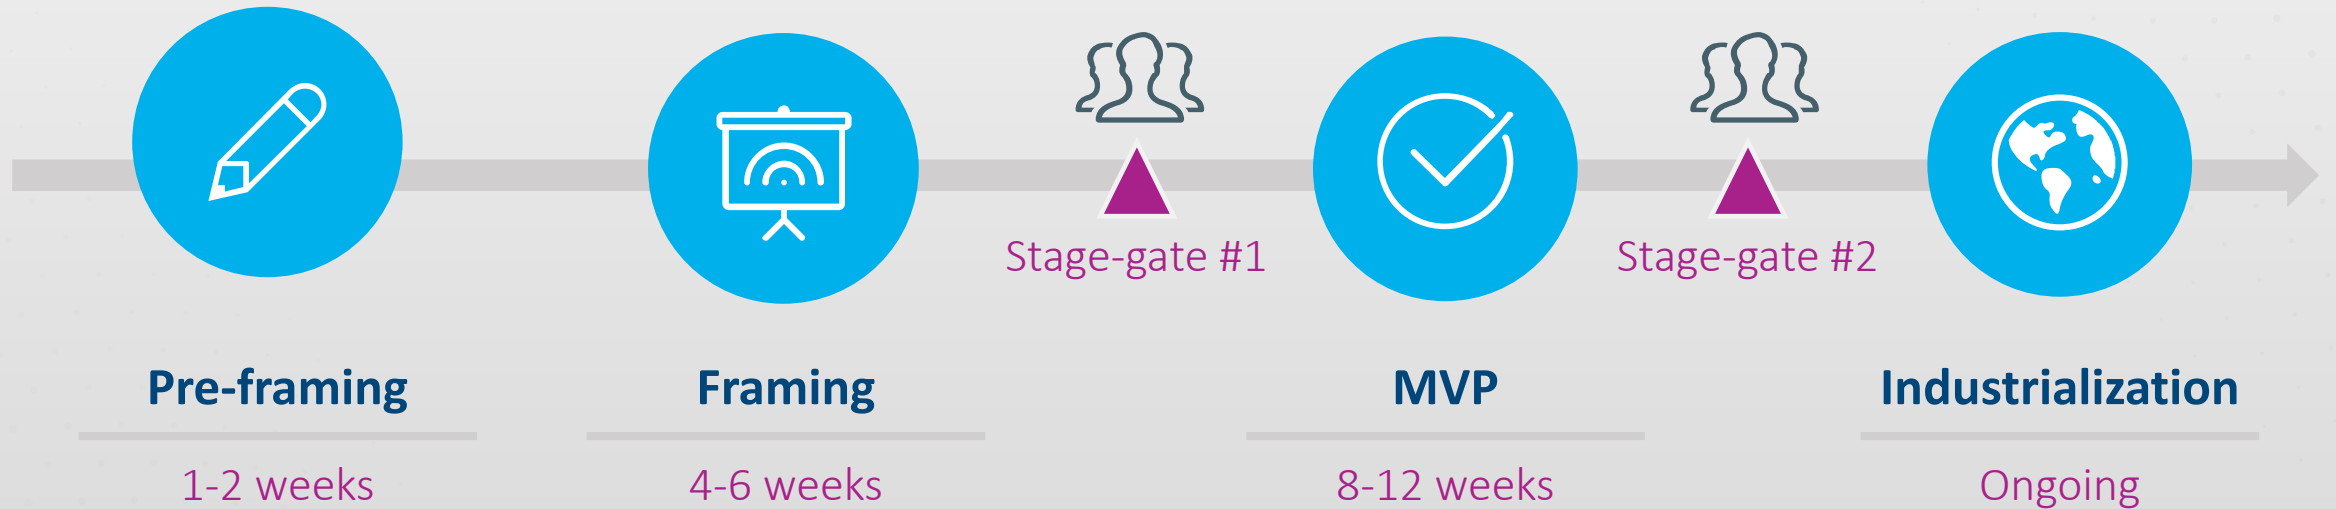 Stage-gate #1
Stage-gate #2
Pre-framing
Framing
MVP
Industrialization
1-2 weeks
4-6 weeks
8-12 weeks
Ongoing